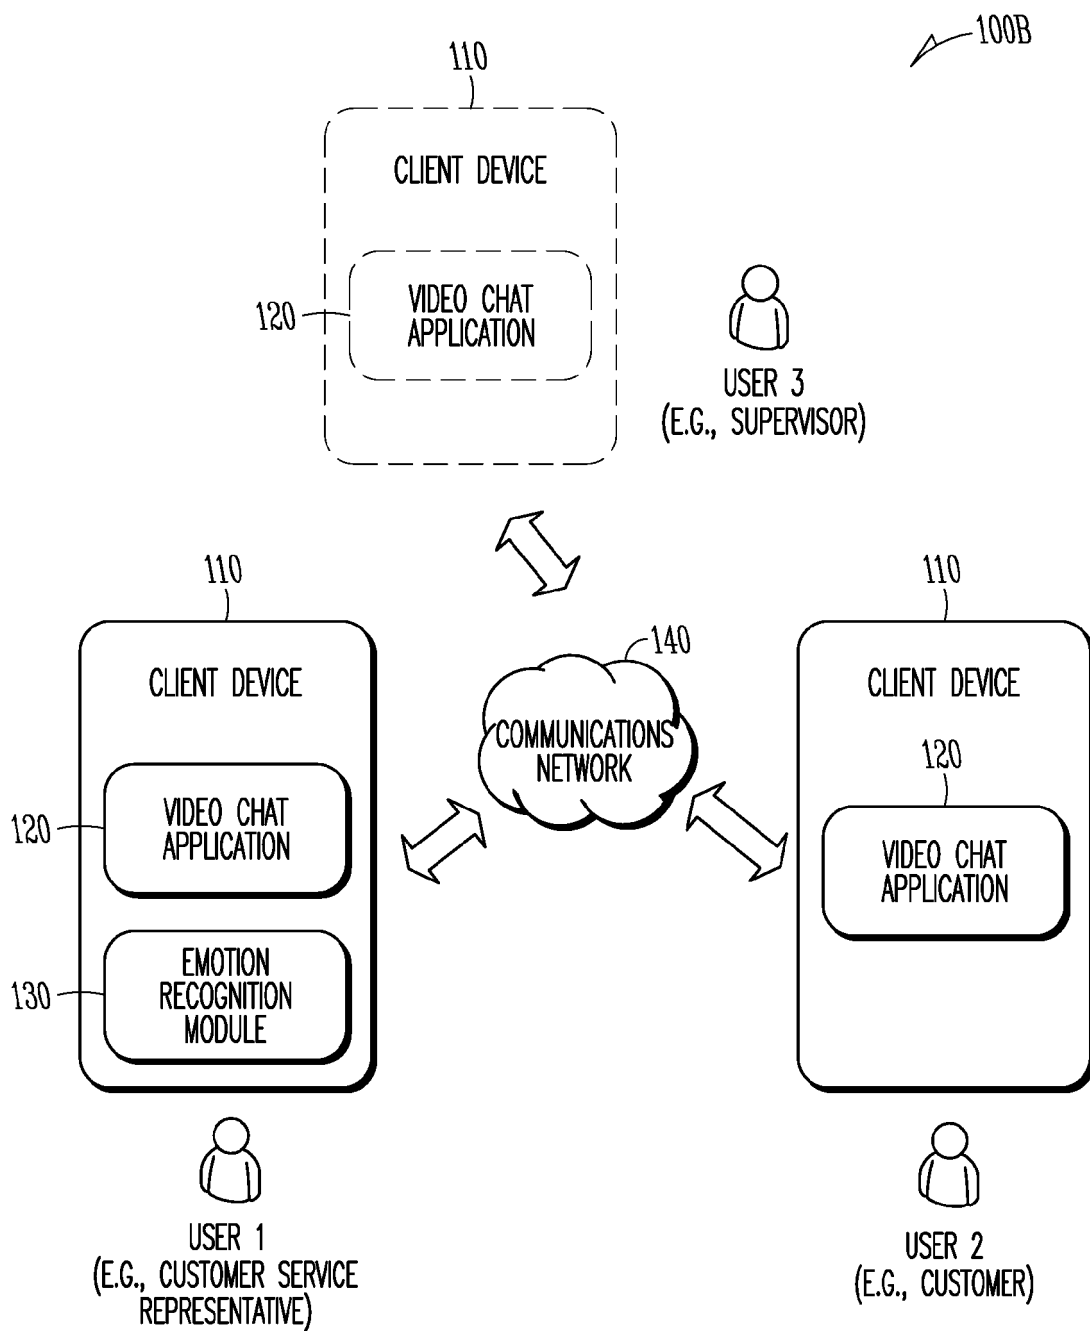 100B
110
CLIENT DEVICE
120
VIDEO CHAT
APPLICATION
USER 3
(E.G., SUPERVISOR)
110
CLIENT DEVICE
120
VIDEO CHAT
APPLICATION
130
EMOTION
RECOGNITION
MODULE
USER 1
(E.G., CUSTOMER SERVICE
REPRESENTATIVE)
140
COMMUNICATIONS
NETWORK
110
CLIENT DEVICE
120
VIDEO CHAT
APPLICATION
USER 2
(E.G., CUSTOMER)